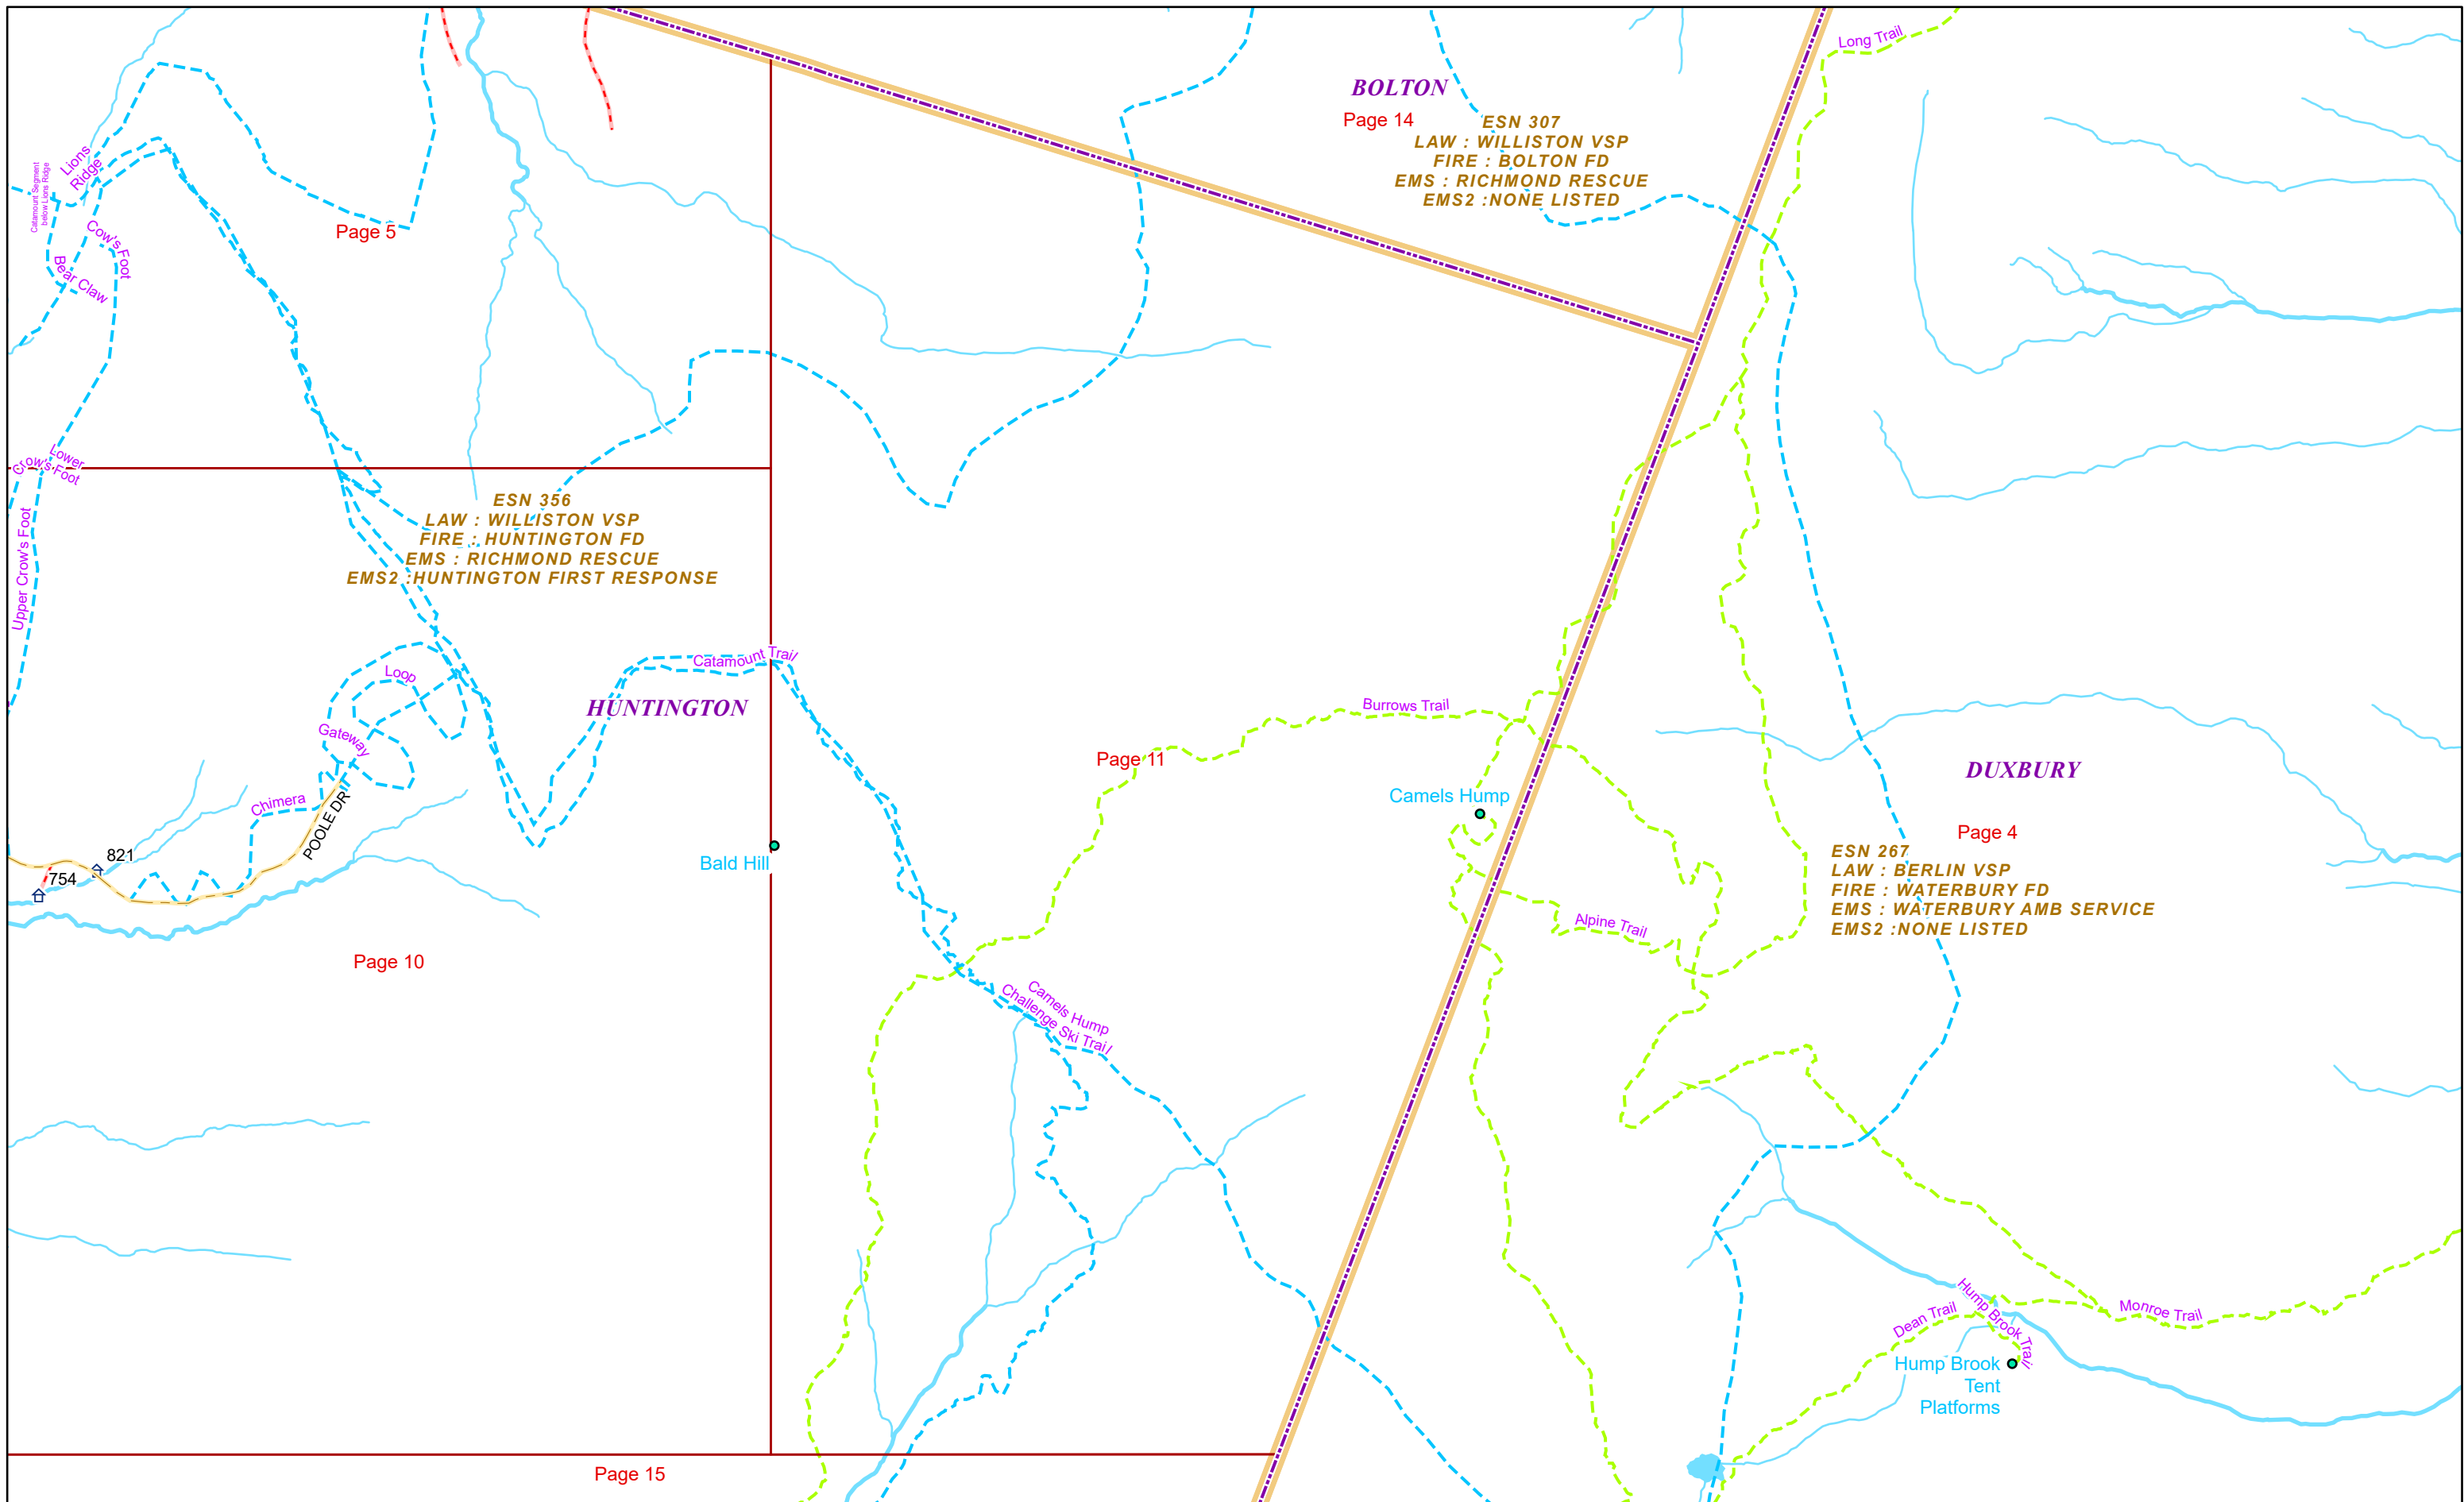 Long Trail
BOLTON
Page 14
ESN 307
LAW : WILLISTON VSP
FIRE : BOLTON FD
EMS : RICHMOND RESCUE
EMS2 :NONE LISTED
Lions
Ridge
Catamount Segment
below Lions Ridge
Cow's Foot
Bear Claw
Page 5
Lower
Crow's Foot
Upper Crow's Foot
ESN 356
LAW : WILLISTON VSP
FIRE : HUNTINGTON FD
EMS : RICHMOND RESCUE
EMS2 :HUNTINGTON FIRST RESPONSE
Catamount Trail
Loop
HUNTINGTON
Burrows Trail
Gateway
Page 11
DUXBURY
Camels Hump
Chimera
POOLE DR
Page 4
821
754
Bald Hill
ESN 267
LAW : BERLIN VSP
FIRE : WATERBURY FD
EMS : WATERBURY AMB SERVICE
EMS2 :NONE LISTED
Alpine Trail
Page 10
Camels Hump
Challenge Ski Trail
Hump Brook Trail
Dean Trail
Monroe Trail
Hump Brook
Tent
Platforms
Page 15